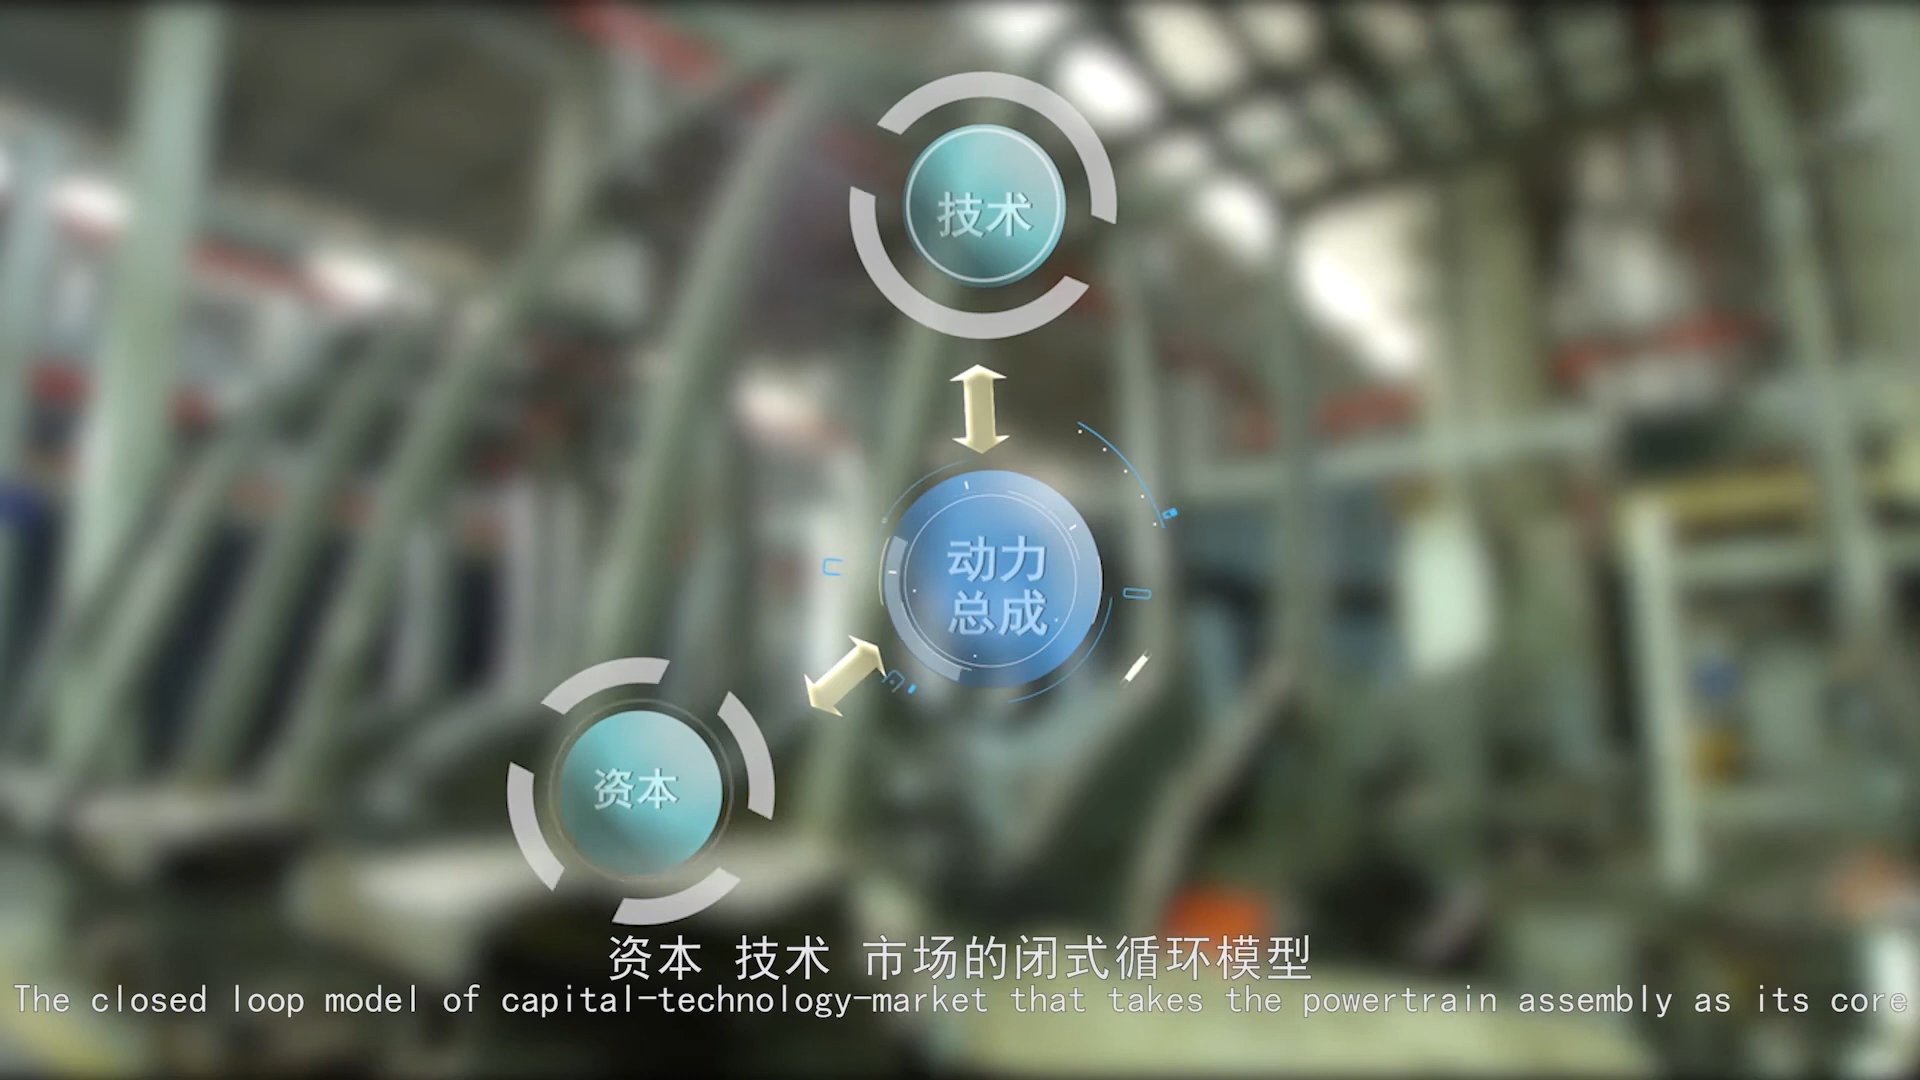 技术
动力
总成
资本
资本 技术 市场的闭式循环模型
The closed loop model of capital-technology-market that takes the powertrain assembly as its core